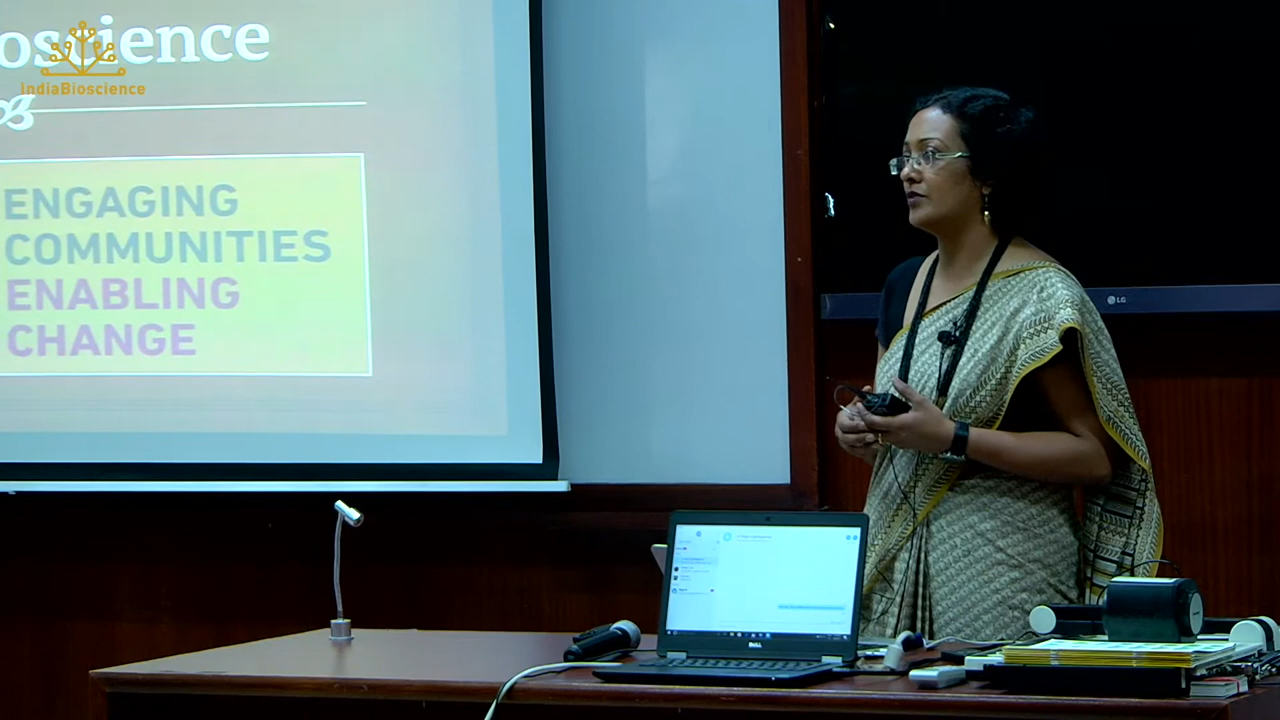 oscience
IndiaBioscience
ENGAGING
COMMUNITIES
ENABLING
CHANGE
LG
DELL